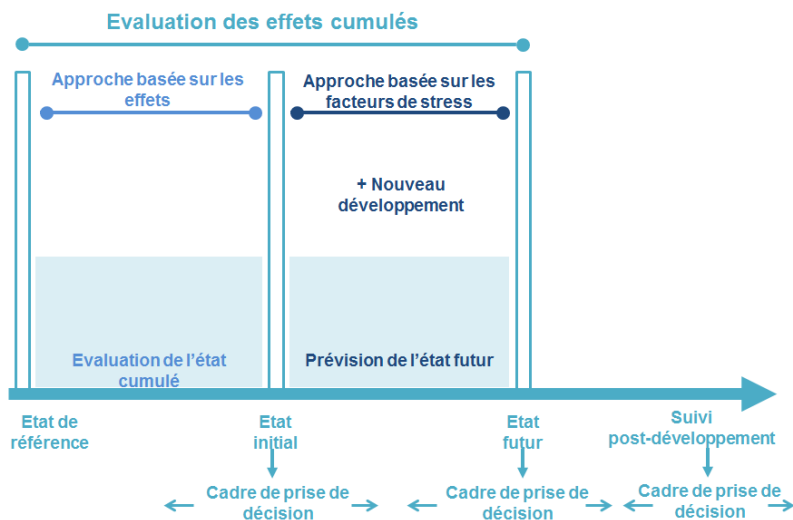 Evaluation des effets cumulés
Approche basée sur les
effets
Approche basée sur les
facteurs de stress
+ Nouveau
développement
Evaluation de l'état
cumulé
Prévision de l'état futur
Etat de
référence
Etat
initial
Etat
futur
Suivi
post-développement
Cadre de prise de
décision
Cadre de prise de
décision
Cadre de prise de
décision